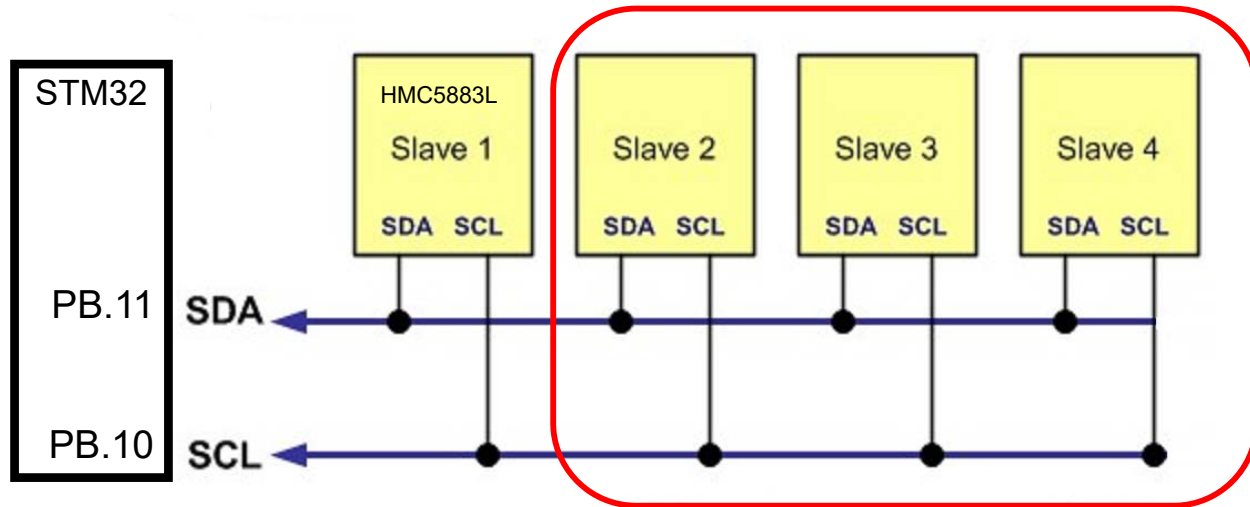 STM32
HMC5883L
Slave 1
Slave 2
Slave 3
Slave 4
SDA SCL
SDA SCL
SDA SCL
SDA SCL
PB.11
SDA
PB.10
SCL